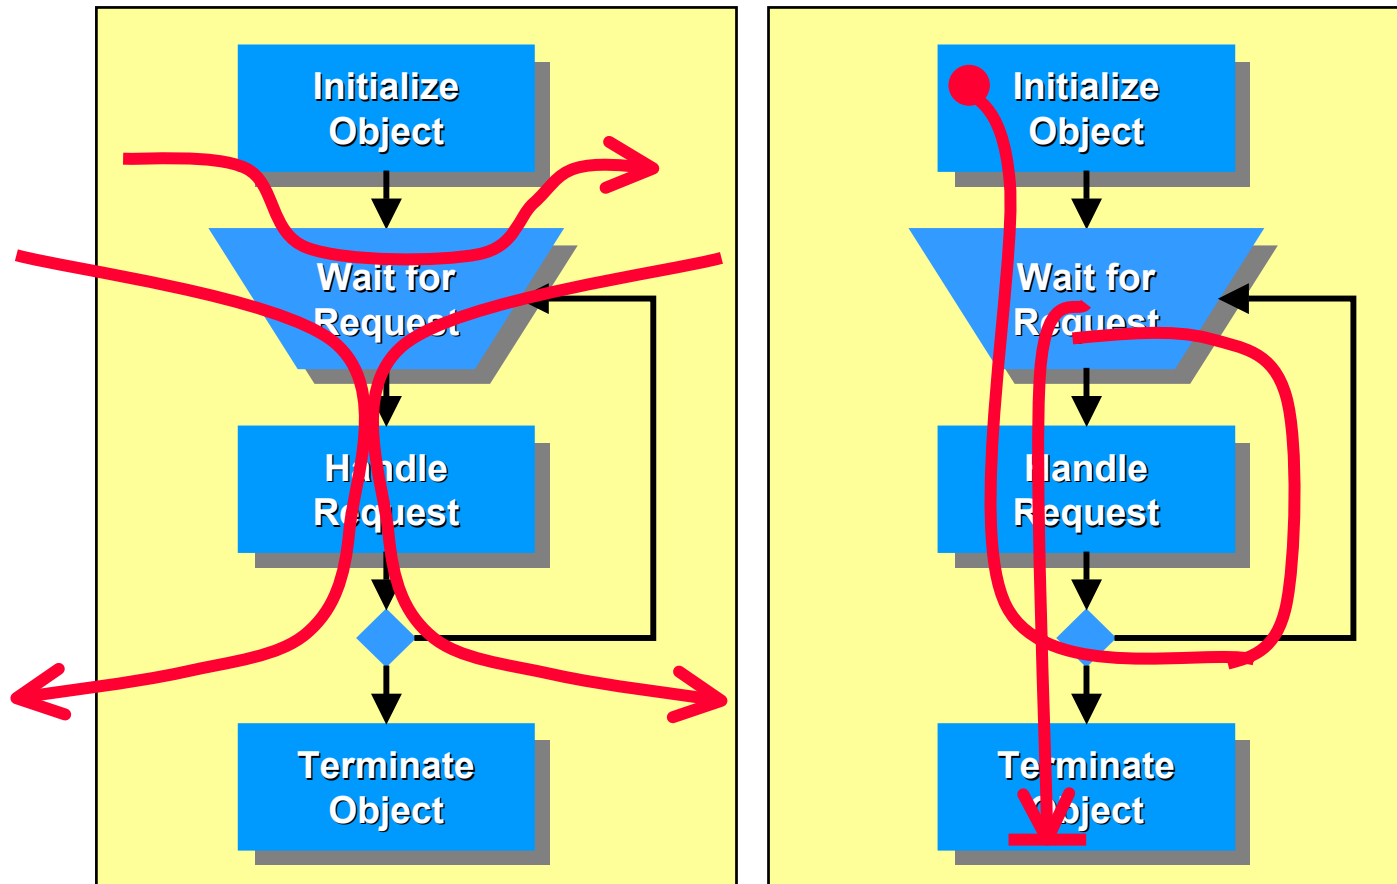 Initialize
Object
Wait for
Request
Handle
Request
Terminate
Object
Initialize
Object
Wait for
Request
Handle
Request
Terminate
Object